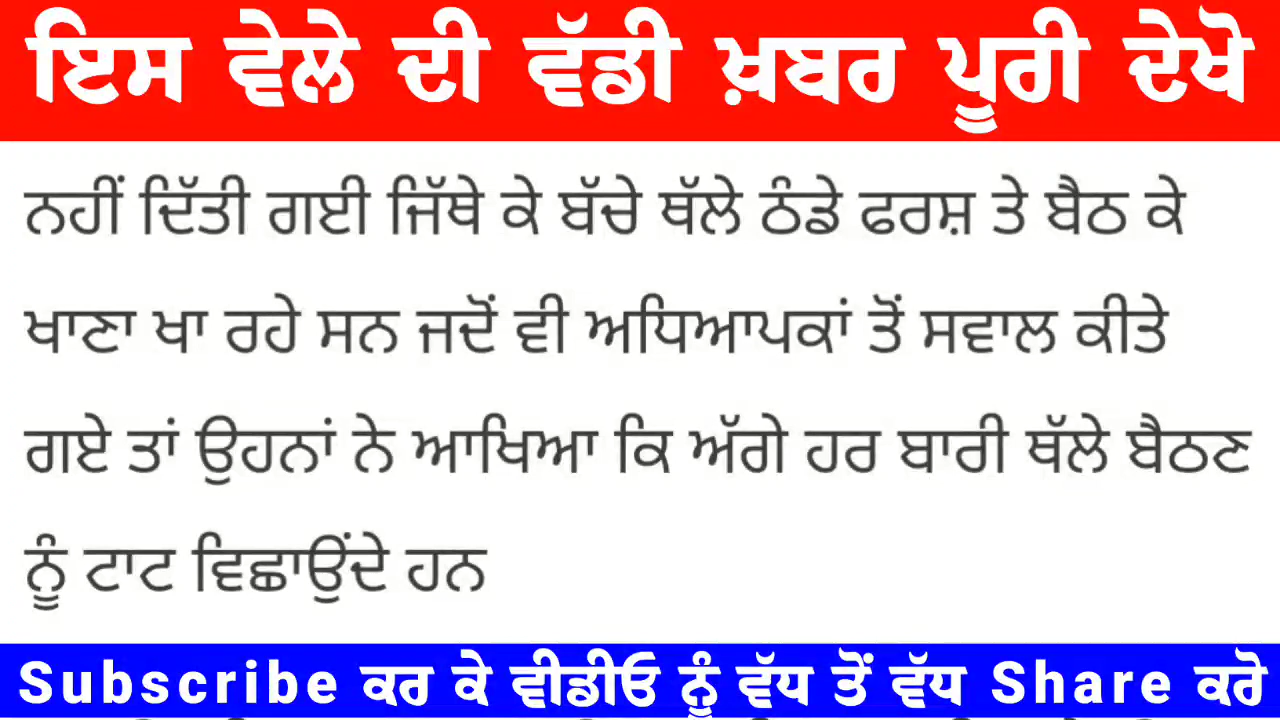 ਇਸ ਵੇਲੇ ਦੀ ਵੱਡੀ ਖ਼ਬਰ ਪੂਰੀ ਦੇਖੋ
ਨਹੀਂ ਦਿੱਤੀ ਗਈ ਜਿੱਥੇ ਕੇ ਬੱਚੇ ਥੱਲੇ ਠੰਡੇ ਫਰਸ਼ ਤੇ ਬੈਠ ਕੇ
ਖਾਣਾ ਖਾ ਰਹੇ ਸਨ ਜਦੋਂ ਵੀ ਅਧਿਆਪਕਾਂ ਤੋਂ ਸਵਾਲ ਕੀਤੇ
ਗਏ ਤਾਂ ਉਹਨਾਂ ਨੇ ਆਖਿਆ ਕਿ ਅੱਗੇ ਹਰ ਬਾਰੀ ਥੱਲੇ ਬੈਠਣ
ਨੂੰ ਟਾਟ ਵਿਛਾਉਂਦੇ ਹਨ
Subscribe ਕਰ ਕੇ ਵੀਡੀਓ ਨੂੰ ਵੱਧ ਤੋਂ ਵੱਧ Share ਕਰੋ